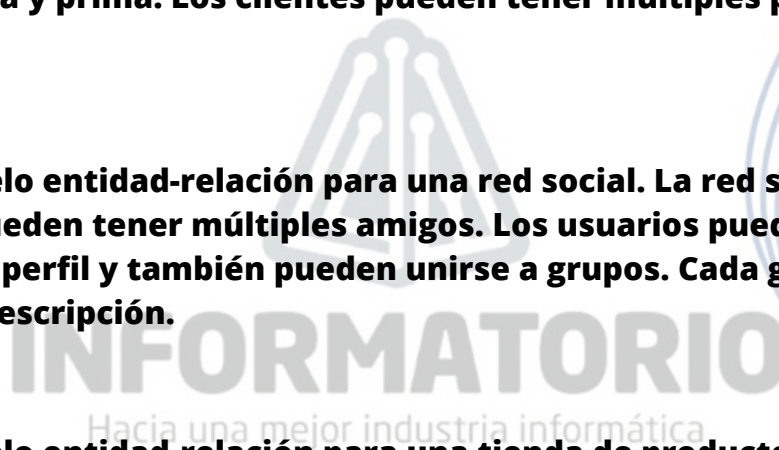 a y prima. Los clientes pueden tener múltiples p
elo entidad-relación para una red social. La red s
ueden tener múltiples amigos. Los usuarios pued
perfil y también pueden unirse a grupos. Cada g
escripción.
INFORMATORIO
Hacia una mejor industria informática
elo entidad-relación para una tienda de producto